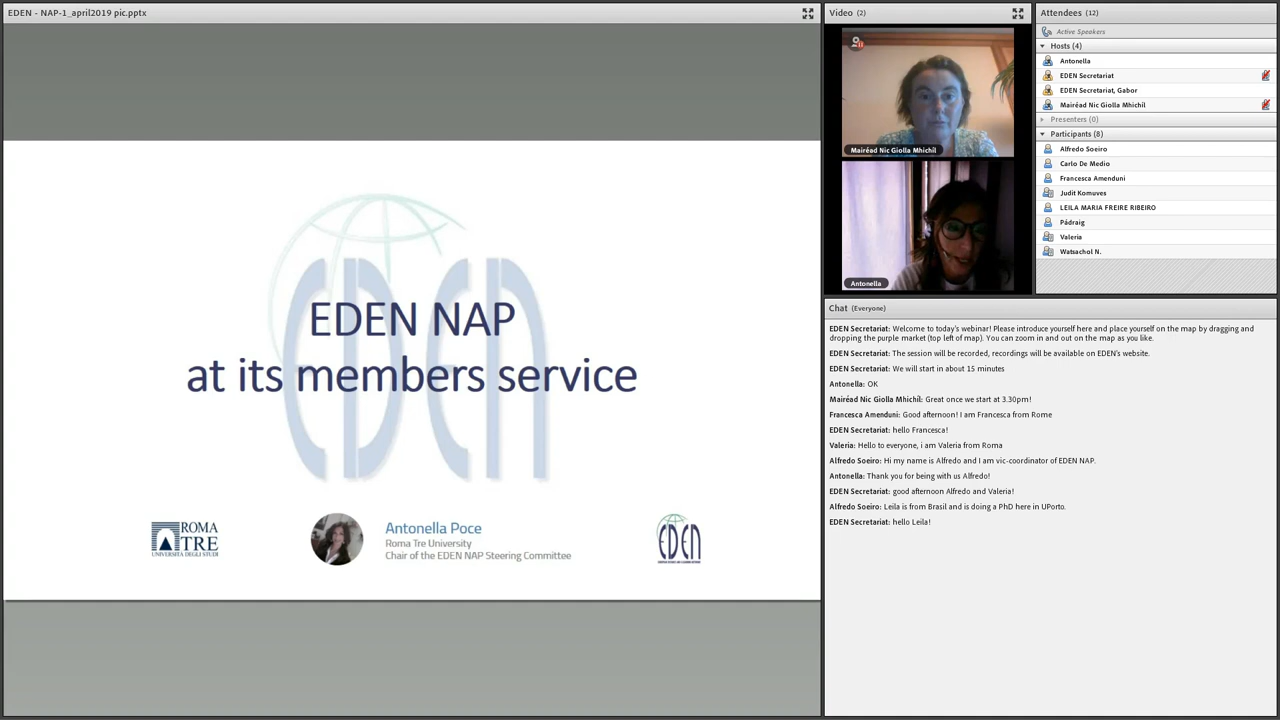 EDEN - NAP-1_april2019 pic.pptx
EDEN NAP
at its members service
ROMA
TRE
UNIVERSITÀ DEGLI STUDI
Antonella Poce
Roma Tre University
Chair of the EDEN NAP Steering Committee
EDEN
Video (2)
Mairéad Nic Giolla Mhichíl
Antonella
Attendees (12)
Active Speakers
Hosts (4)
Antonella
EDEN Secretariat
EDEN Secretariat, Gabor
Mairéad Nic Giolla Mhichíl
Presenters (0)
Participants (8)
Alfredo Soeiro
Carlo De Medio
Francesca Amenduni
Judit Komuves
LEILA MARIA FREIRE RIBEIRO
Pádraig
Valeria
Watsachol N.
Chat (Everyone)
EDEN Secretariat: Welcome to today's webinar! Please introduce yourself here and place yourself on the map by dragging and
dropping the purple market (top left of map). You can zoom in and out on the map as you like.
EDEN Secretariat: The session will be recorded, recordings will be available on EDEN's website.
EDEN Secretariat: We will start in about 15 minutes
Antonella: OK
Mairéad Nic Giolla Mhichíl: Great once we start at 3.30pm!
Francesca Amenduni: Good afternoon! I am Francesca from Rome
EDEN Secretariat: hello Francesca!
Valeria: Hello to everyone, i am Valeria from Roma
Alfredo Soeiro: Hi my name is Alfredo and I am vic-coordinator of EDEN NAP.
Antonella: Thank you for being with us Alfredo!
EDEN Secretariat: good afternoon Alfredo and Valeria!
Alfredo Soeiro: Leila is from Brasil and is doing a PhD here in UPorto.
EDEN Secretariat: hello Leila!